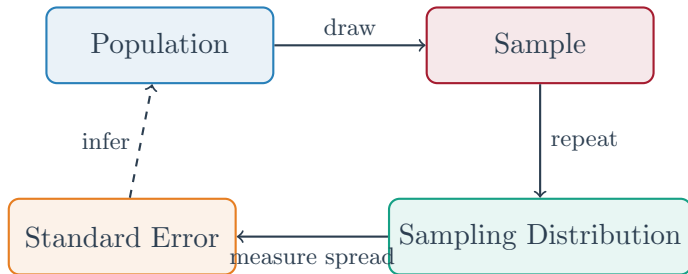 Population
draw
Sample
infer
repeat
Standard Error
measure spread
Sampling Distribution